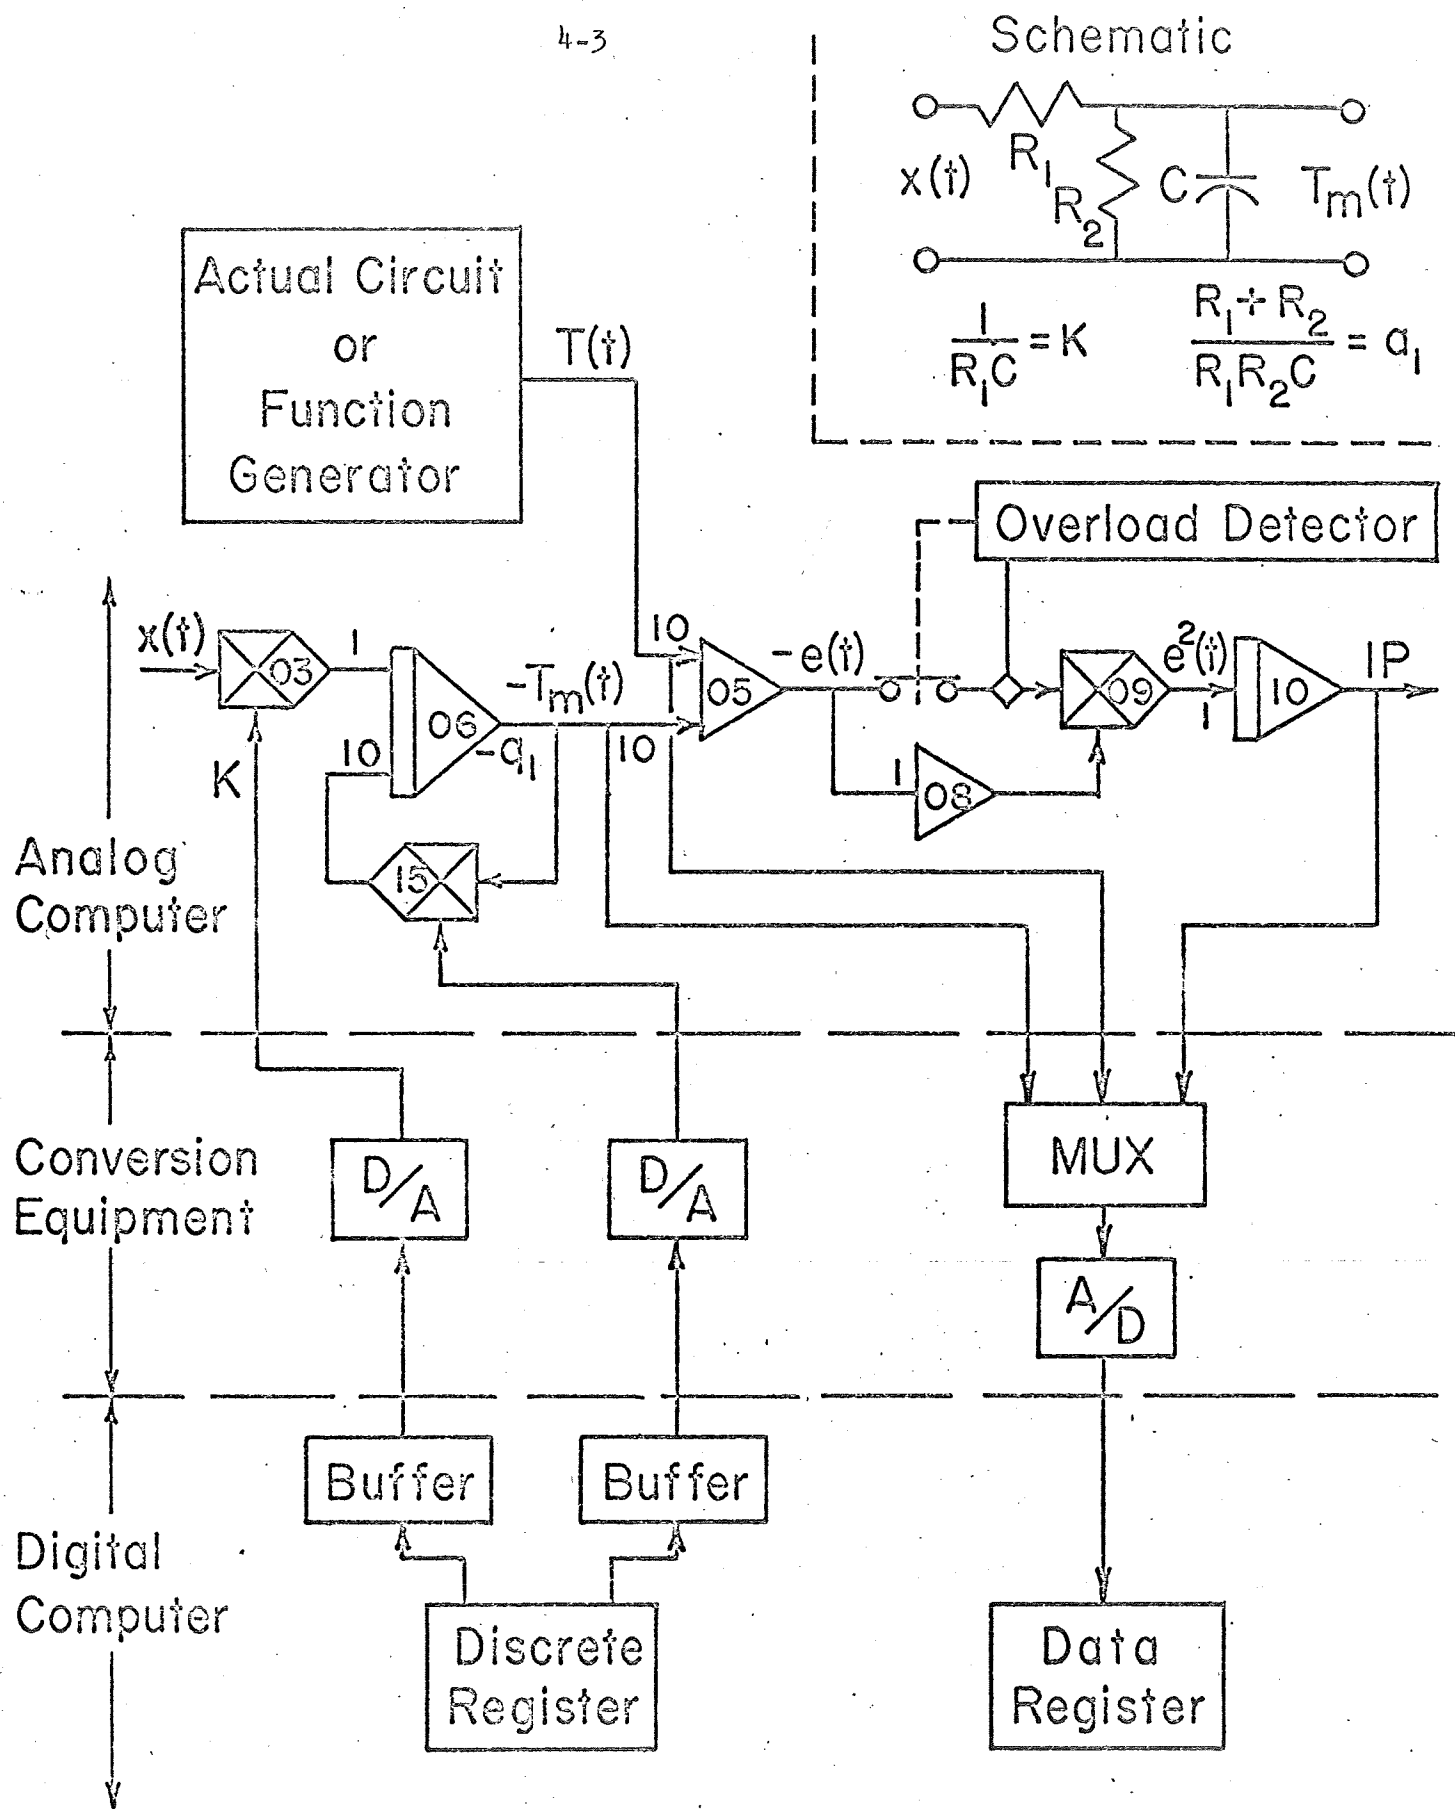 4-3
Schematic
x(t)
R1
R2
C
Tm(t)
1/R1C = K
R1 + R2/R1R2C = a1
Actual Circuit
or
Function
Generator
T(t)
Overload Detector
x(t)
03
1
06
10
-Tm(t)
-q1
10
10
05
-e(t)
09
e2(t)
1
10
IP
K
1
08
15
Analog
Computer
Conversion
Equipment
D/A
D/A
MUX
A/D
Buffer
Buffer
Digital
Computer
Discrete
Register
Data
Register